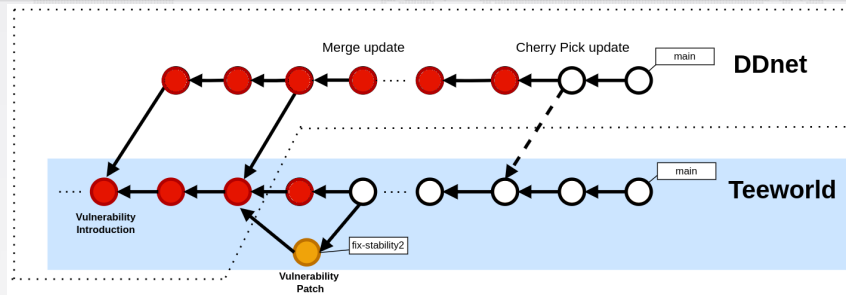 Merge update
Cherry Pick update
main
DDnet
main
Teeworld
Vulnerability
Introduction
fix-stability2
Vulnerability
Patch